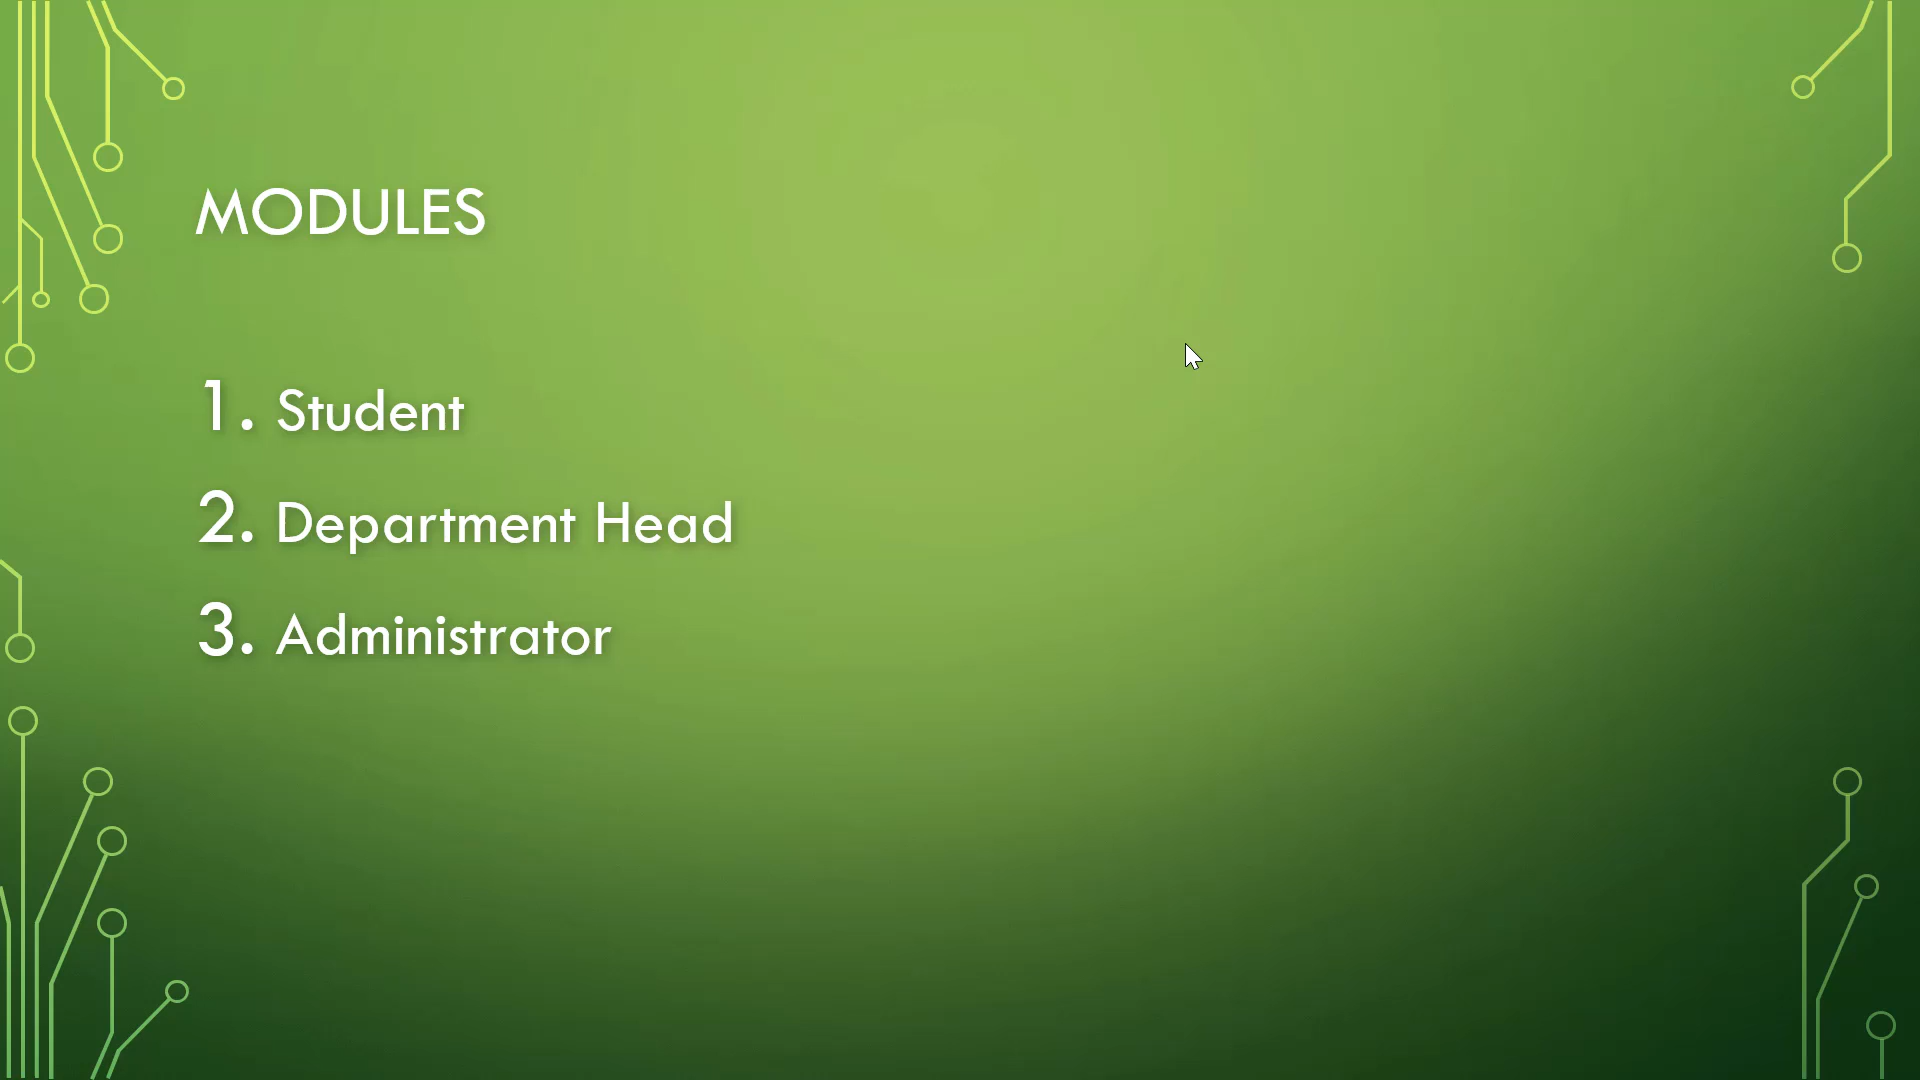 MODULES
1. Student
2. Department Head
3. Administrator